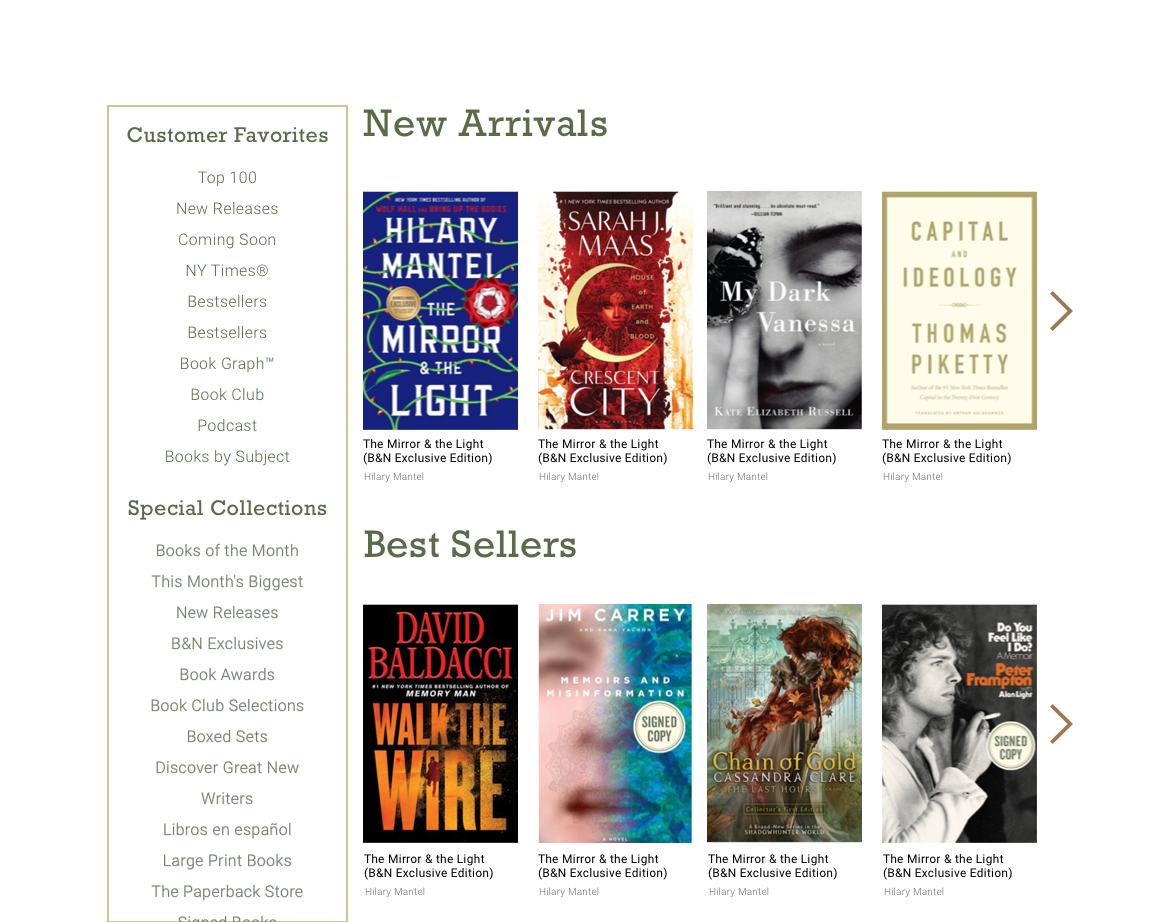 Customer Favorites
Top 100
New Releases
Coming Soon
NY Times®
Bestsellers
Bestsellers
Book Graph™
Book Club
Podcast
Books by Subject
Special Collections
Books of the Month
This Month's Biggest
New Releases
B&N Exclusives
Book Awards
Book Club Selections
Boxed Sets
Discover Great New
Writers
Libros en español
Large Print Books
The Paperback Store
Signed Books
New Arrivals
NEW YORK TIMES BESTSELLING AUTHOR OF
WOLF HALL AND BRING UP THE BODIES
HILARY
MANTEL
EXCLUSIVE
THE
MIRROR
& THE
LIGHT
The Mirror & the Light
(B&N Exclusive Edition)
Hilary Mantel
#1 NEW YORK TIMES BESTSELLING AUTHOR
SARAH J.
MAAS
HOUSE
of
EARTH
and
BLOOD
CRESCENT
CITY
The Mirror & the Light
(B&N Exclusive Edition)
Hilary Mantel
"Brilliant and stunning . . . An absolute must-read."
—GILLIAN FLYNN
My Dark
Vanessa
a novel
KATE ELIZABETH RUSSELL
The Mirror & the Light
(B&N Exclusive Edition)
Hilary Mantel
CAPITAL
AND
IDEOLOGY
THOMAS
PIKETTY
Author of the #1 New York Times Bestseller
Capital in the Twenty-First Century
TRANSLATED BY ARTHUR GOLDHAMMER
The Mirror & the Light
(B&N Exclusive Edition)
Hilary Mantel
Best Sellers
DAVID
BALDACCI
#1 NEW YORK TIMES BESTSELLING AUTHOR OF
MEMORY MAN
WALK THE
WIRE
The Mirror & the Light
(B&N Exclusive Edition)
Hilary Mantel
JIM CARREY
AND DANA VACHON
MEMOIRS AND
MISINFORMATION
SIGNED
COPY
A NOVEL
The Mirror & the Light
(B&N Exclusive Edition)
Hilary Mantel
Chain of Gold
CASSANDRA CLARE
THE LAST HOURS
Collector's First Edition
A Brand-New Series in the
SHADOWHUNTER WORLD
The Mirror & the Light
(B&N Exclusive Edition)
Hilary Mantel
Do You
Feel Like
I Do?
A Memoir
Peter
Frampton
Alan Light
SIGNED
COPY
The Mirror & the Light
(B&N Exclusive Edition)
Hilary Mantel